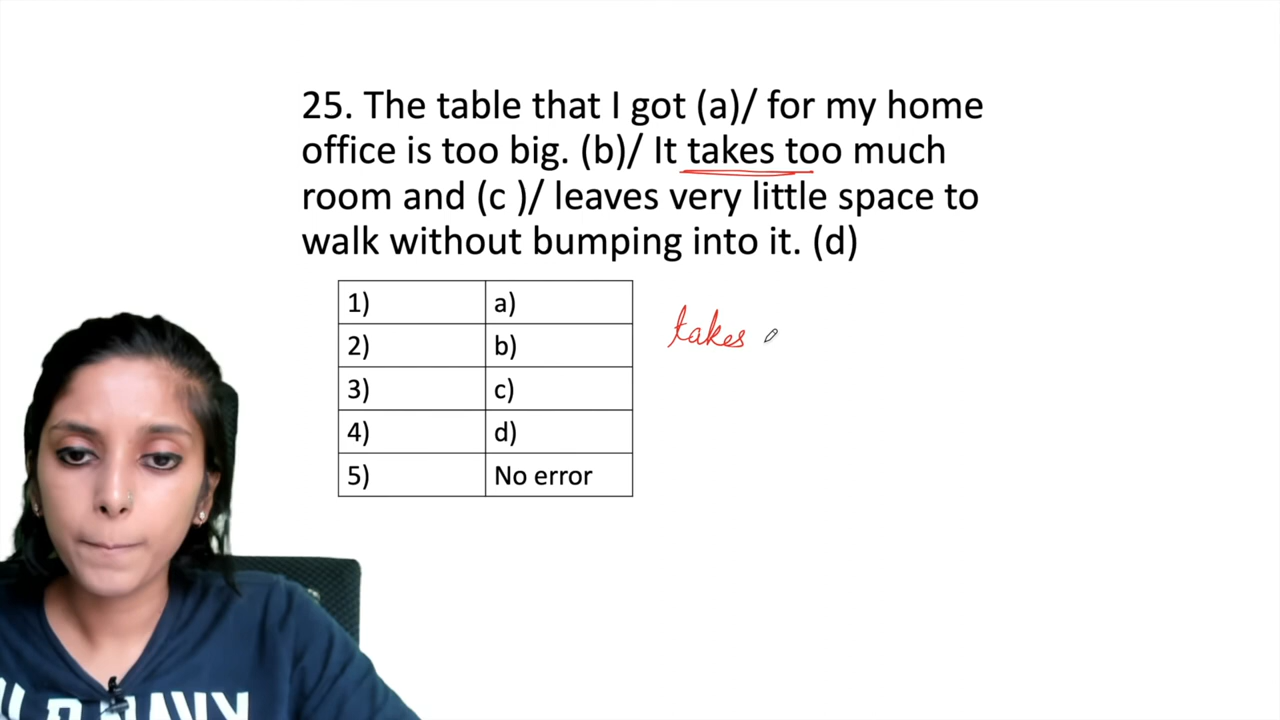 25. The table that I got (a)/ for my home
office is too big. (b)/ It takes too much
room and (c )/ leaves very little space to
walk without bumping into it. (d)
1) a)
2) b)
3) c)
4) d)
5) No error
takes